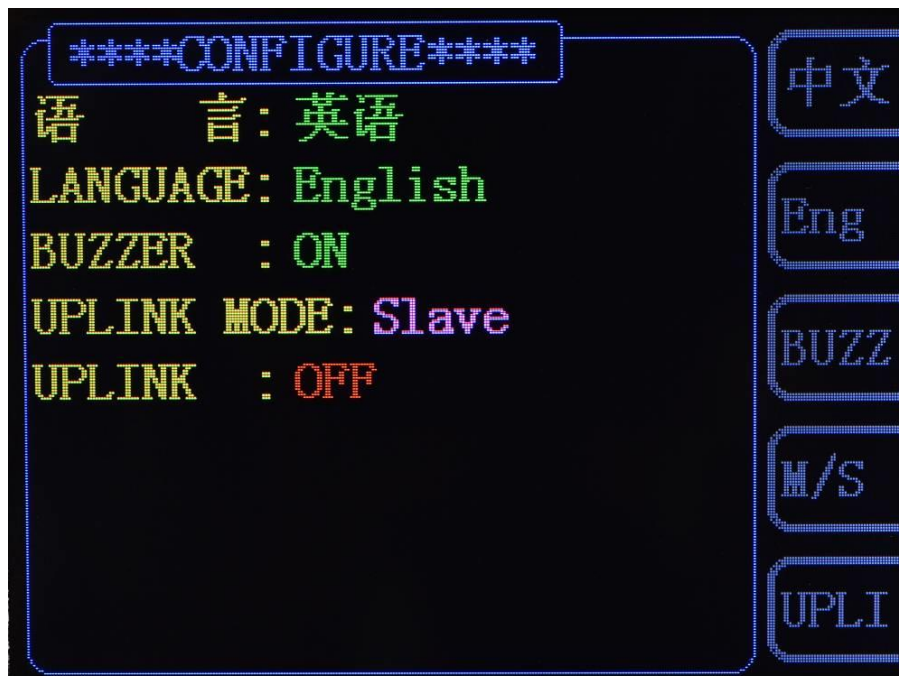 ****CONFIGURE****
语 言: 英语
LANGUAGE: English
BUZZER : ON
UPLINK MODE: Slave
UPLINK : OFF
中文
Eng
BUZZ
M/S
UPLI